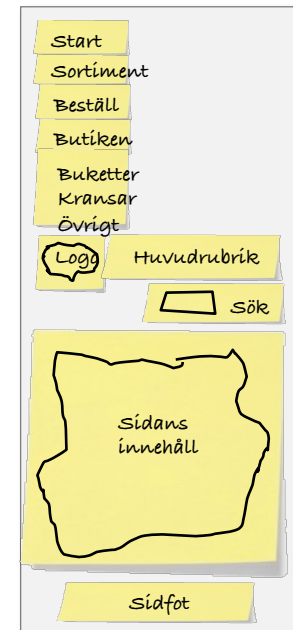 Start
Sortiment
Beställ
Butiken
Buketter
Kransar
Övrigt
Logo
Huvudrubrik
Sök
Sidans
innehåll
Sidfot